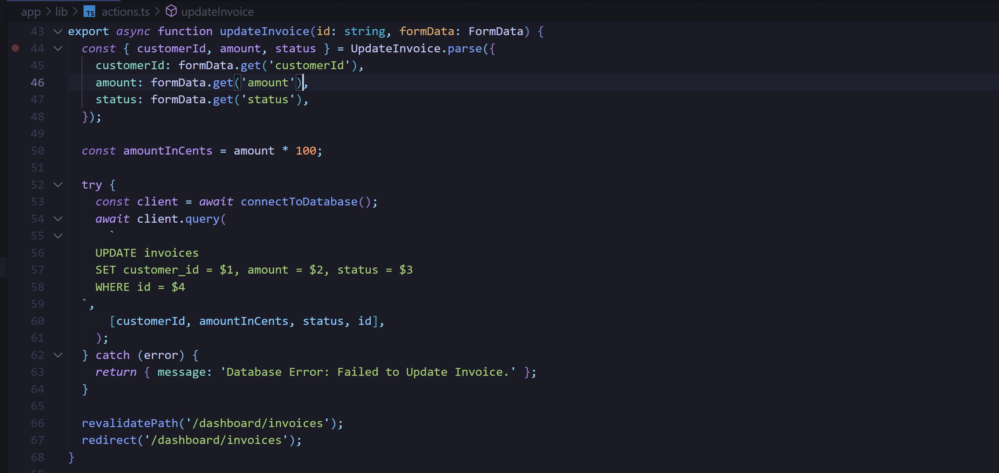 app > lib > TS actions.ts > updateInvoice
43 export async function updateInvoice(id: string, formData: FormData) {
44   const { customerId, amount, status } = UpdateInvoice.parse({
45     customerId: formData.get('customerId'),
46     amount: formData.get('amount'),
47     status: formData.get('status'),
48   });
49
50   const amountInCents = amount * 100;
51
52   try {
53     const client = await connectToDatabase();
54     await client.query(
55       `
56     UPDATE invoices
57     SET customer_id = $1, amount = $2, status = $3
58     WHERE id = $4
59   `,
60       [customerId, amountInCents, status, id],
61     );
62   } catch (error) {
63     return { message: 'Database Error: Failed to Update Invoice.' };
64   }
65
66   revalidatePath('/dashboard/invoices');
67   redirect('/dashboard/invoices');
68 }
69